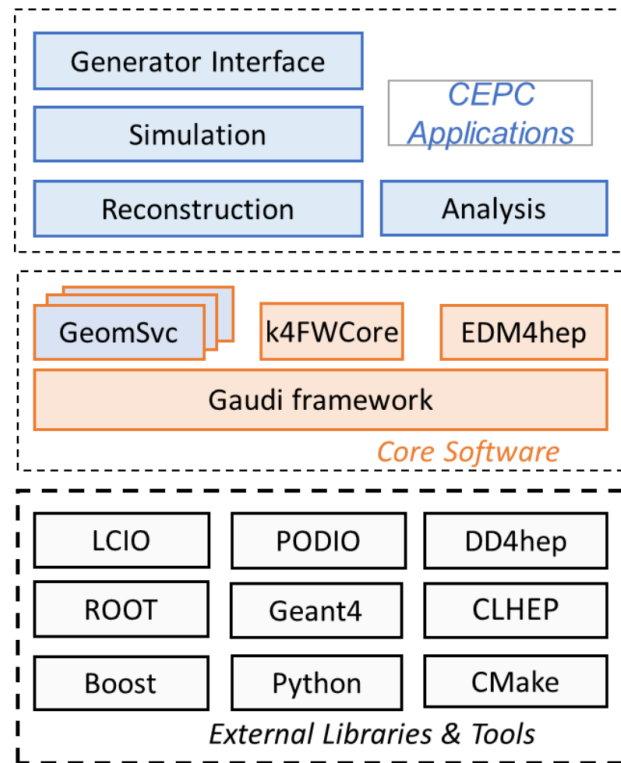 Generator Interface
CEPC
Applications
Simulation
Reconstruction
Analysis
GeomSvc
k4FWCore
EDM4hep
Gaudi framework
Core Software
LCIO
PODIO
DD4hep
ROOT
Geant4
CLHEP
Boost
Python
CMake
External Libraries & Tools